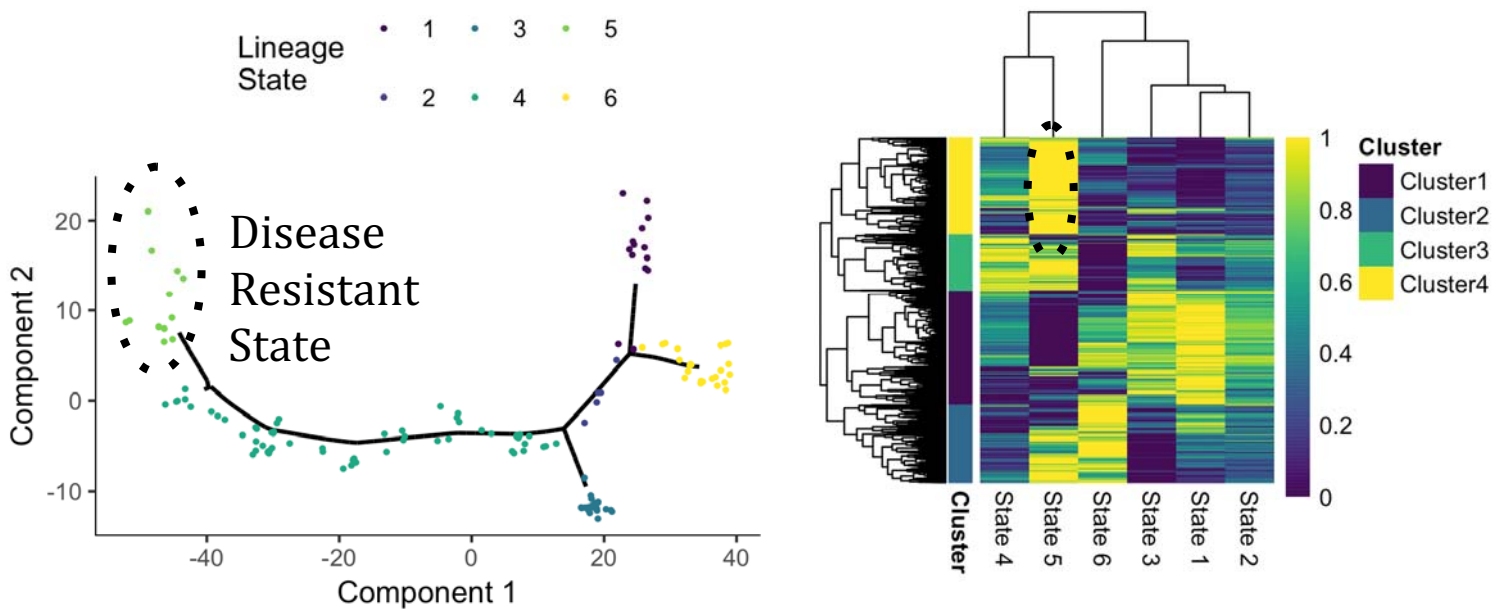 Lineage
State
1
3
5
2
4
6
Disease
Resistant
State
Component 2
20
10
0
-10
-40
-20
0
20
40
Component 1
1
0.8
0.6
0.4
0.2
0
Cluster
Cluster1
Cluster2
Cluster3
Cluster4
Cluster
State 4
State 5
State 6
State 3
State 1
State 2